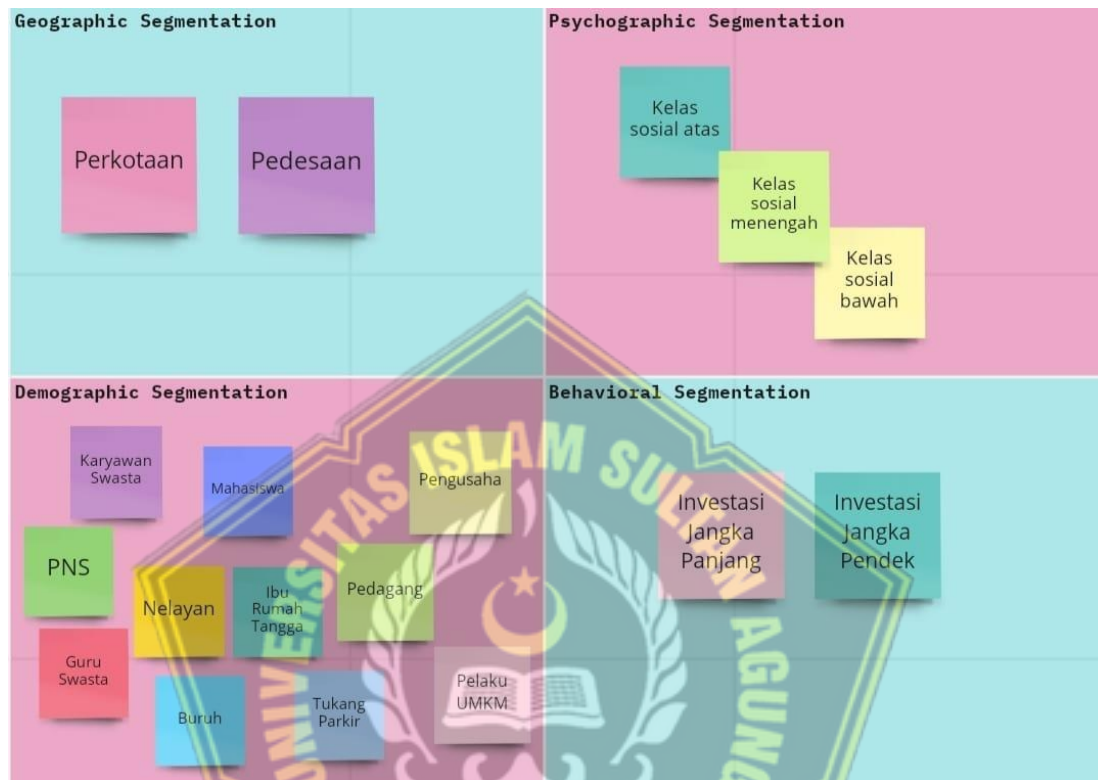 Geographic Segmentation
Perkotaan
Pedesaan
Psychographic Segmentation
Kelas
sosial atas
Kelas
sosial
menengah
Kelas
sosial
bawah
Demographic Segmentation
Karyawan
Swasta
Mahasiswa
Pengusaha
PNS
Nelayan
Ibu
Rumah
Tangga
Pedagang
Guru
Swasta
Buruh
Tukang
Parkir
Pelaku
UMKM
Behavioral Segmentation
Investasi
Jangka
Panjang
Investasi
Jangka
Pendek
UNIVERSITAS ISLAM SULTAN AGUNG